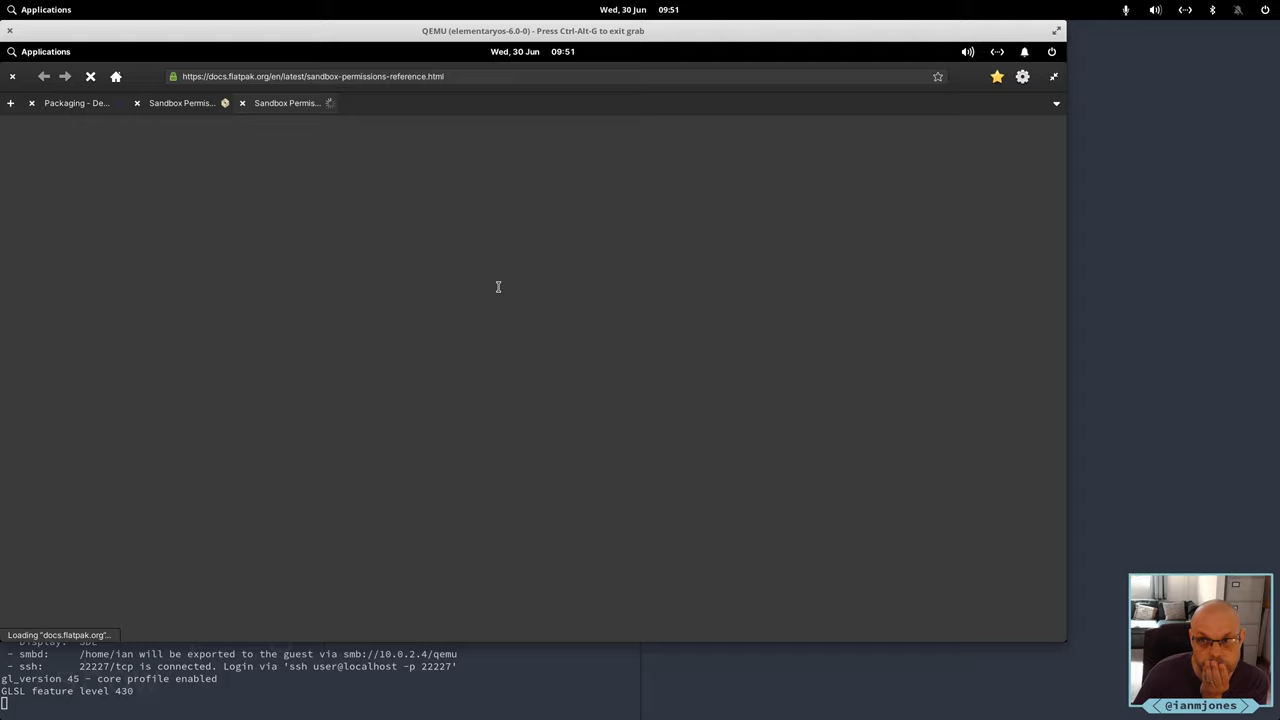 Applications
Wed, 30 Jun 09:51
QEMU (elementaryos-6.0-0) - Press Ctrl-Alt-G to exit grab
Applications
Wed, 30 Jun 09:51
https://docs.flatpak.org/en/latest/sandbox-permissions-reference.html
Packaging - De...
Sandbox Permis...
Sandbox Permis...
Loading "docs.flatpak.org"...
- smbd: /home/ian will be exported to the guest via smb://10.0.2.4/qemu
- ssh: 22227/tcp is connected. Login via 'ssh user@localhost -p 22227'
gl_version 45 - core profile enabled
GLSL feature level 430
@ianmjones